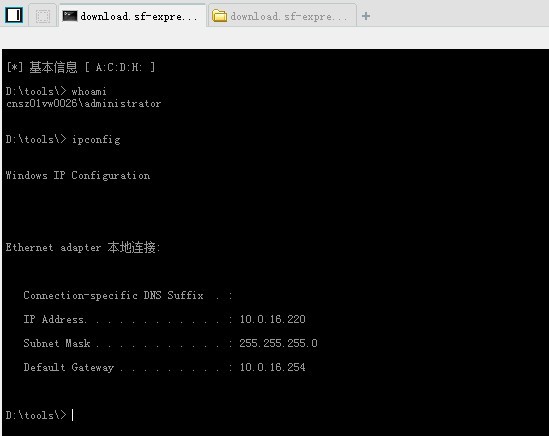 download.sf-expre...
download.sf-expre...
[*] 基本信息 [ A:C:D:H: ]
D:\tools\> whoami
cnsz01vw0026\administrator
D:\tools\> ipconfig
Windows IP Configuration
Ethernet adapter 本地连接:
Connection-specific DNS Suffix . :
IP Address. . . . . . . . . . . . : 10.0.16.220
Subnet Mask . . . . . . . . . . . : 255.255.255.0
Default Gateway . . . . . . . . . : 10.0.16.254
D:\tools\>